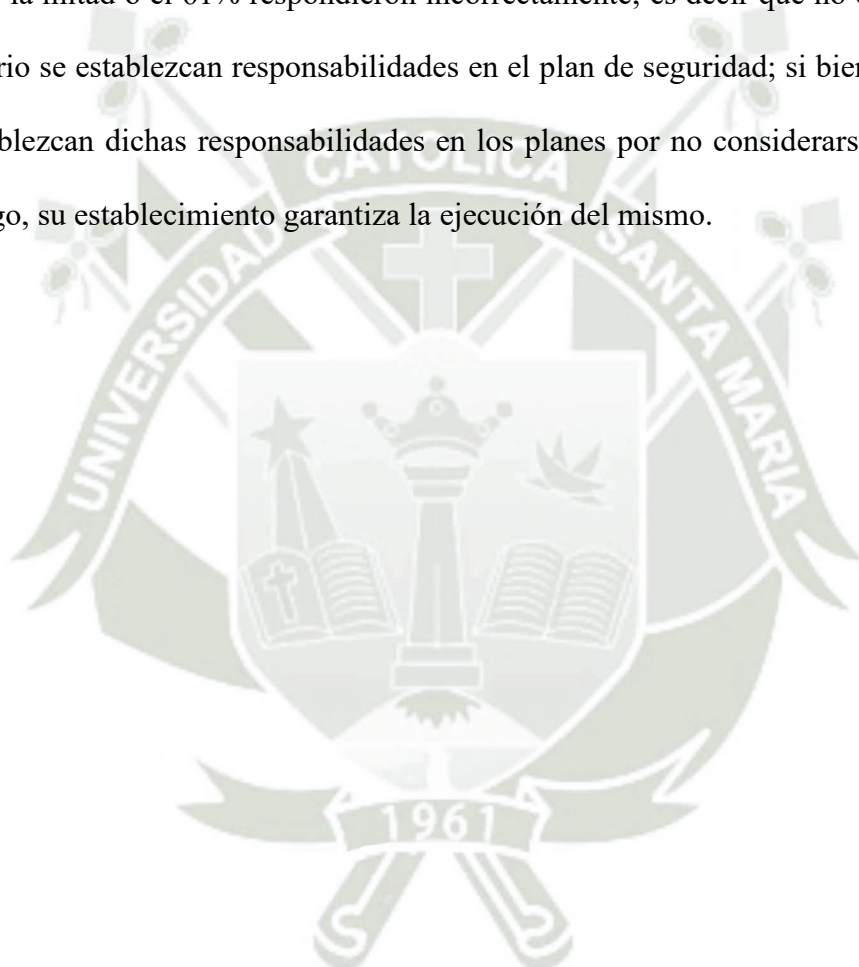 la mitad o el 61% respondieron incorrectamente, es decir que no
rio se establezcan responsabilidades en el plan de seguridad; si bien
blezcan dichas responsabilidades en los planes por no considerars
go, su establecimiento garantiza la ejecución del mismo.
UNIVERSIDAD CATOLICA SANTA MARIA
1961